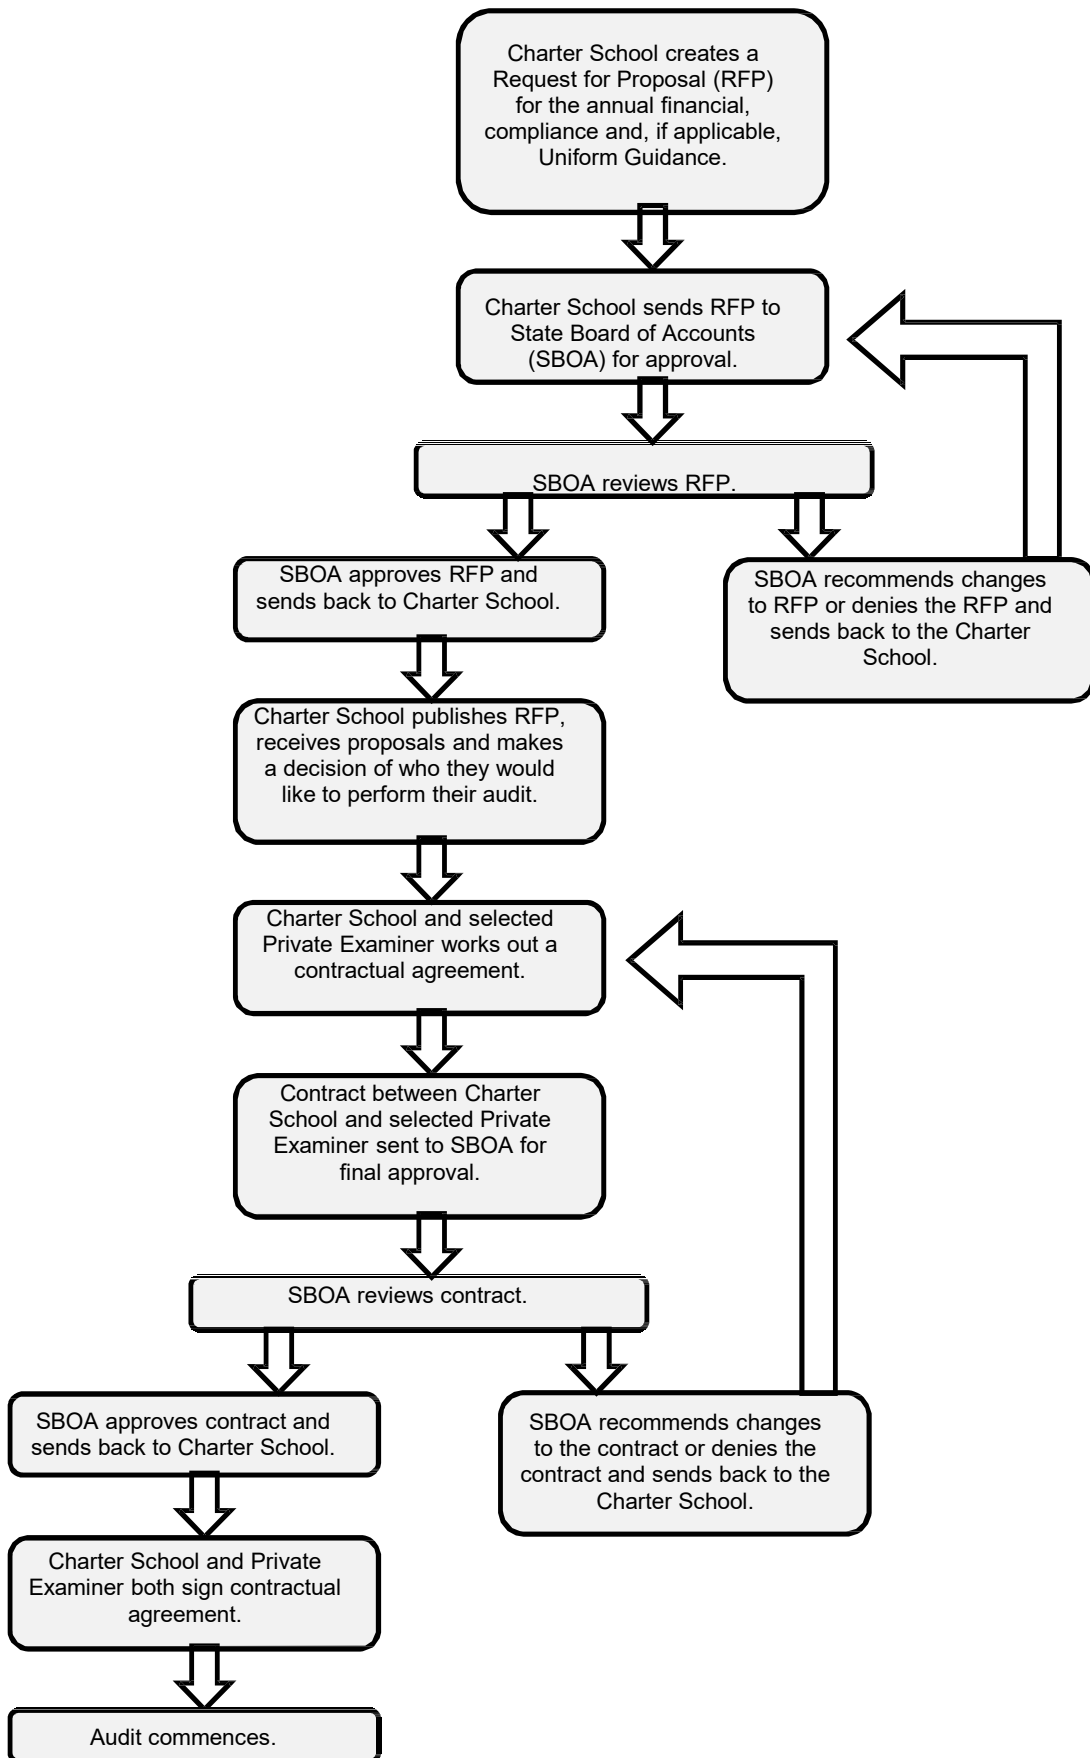 Charter School creates a
Request for Proposal (RFP)
for the annual financial,
compliance and, if applicable,
Uniform Guidance.
Charter School sends RFP to
State Board of Accounts
(SBOA) for approval.
SBOA reviews RFP.
SBOA approves RFP and
sends back to Charter School.
SBOA recommends changes
to RFP or denies the RFP and
sends back to the Charter
School.
Charter School publishes RFP,
receives proposals and makes
a decision of who they would
like to perform their audit.
Charter School and selected
Private Examiner works out a
contractual agreement.
Contract between Charter
School and selected Private
Examiner sent to SBOA for
final approval.
SBOA reviews contract.
SBOA approves contract and
sends back to Charter School.
SBOA recommends changes
to the contract or denies the
contract and sends back to the
Charter School.
Charter School and Private
Examiner both sign contractual
agreement.
Audit commences.